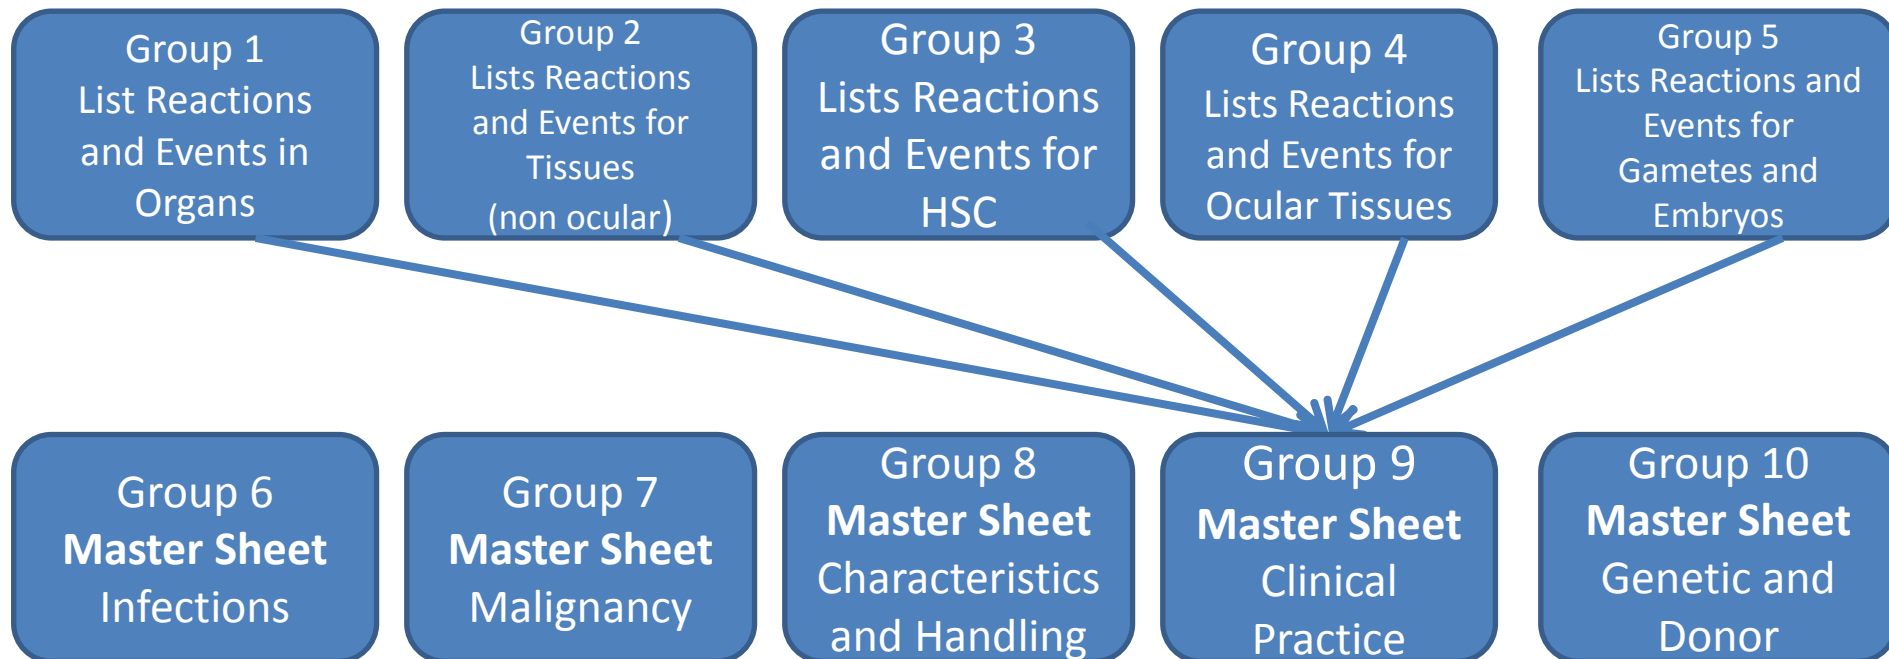 Group 1
List Reactions
and Events in
Organs
Group 2
Lists Reactions
and Events for
Tissues
(non ocular)
Group 3
Lists Reactions
and Events for
HSC
Group 4
Lists Reactions
and Events for
Ocular Tissues
Group 5
Lists Reactions and
Events for
Gametes and
Embryos
Group 6
Master Sheet
Infections
Group 7
Master Sheet
Malignancy
Group 8
Master Sheet
Characteristics
and Handling
Group 9
Master Sheet
Clinical
Practice
Group 10
Master Sheet
Genetic and
Donor